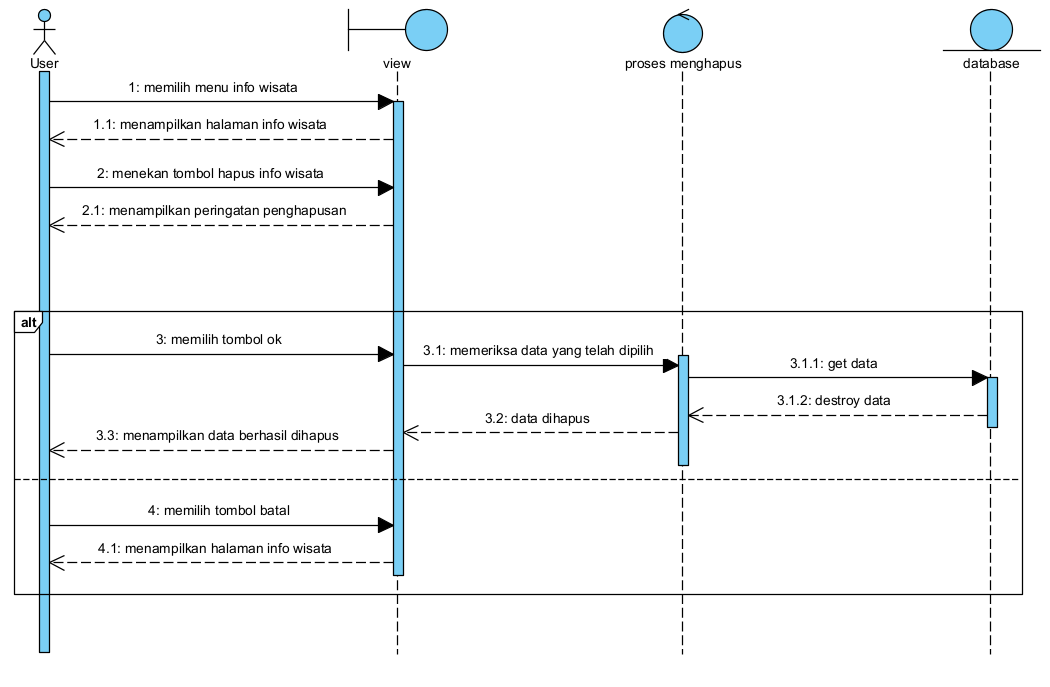 User
view
proses menghapus
database
1: memilih menu info wisata
1.1: menampilkan halaman info wisata
2: menekan tombol hapus info wisata
2.1: menampilkan peringatan penghapusan
alt
3: memilih tombol ok
3.1: memeriksa data yang telah dipilih
3.1.1: get data
3.1.2: destroy data
3.2: data dihapus
3.3: menampilkan data berhasil dihapus
4: memilih tombol batal
4.1: menampilkan halaman info wisata